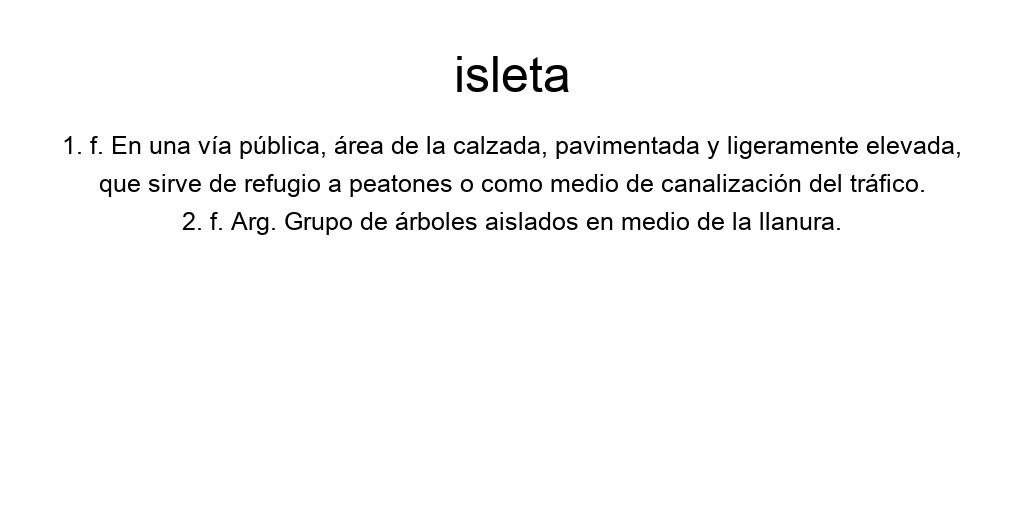 isleta
1. f. En una vía pública, área de la calzada, pavimentada y ligeramente elevada,
que sirve de refugio a peatones o como medio de canalización del tráfico.
2. f. Arg. Grupo de árboles aislados en medio de la llanura.